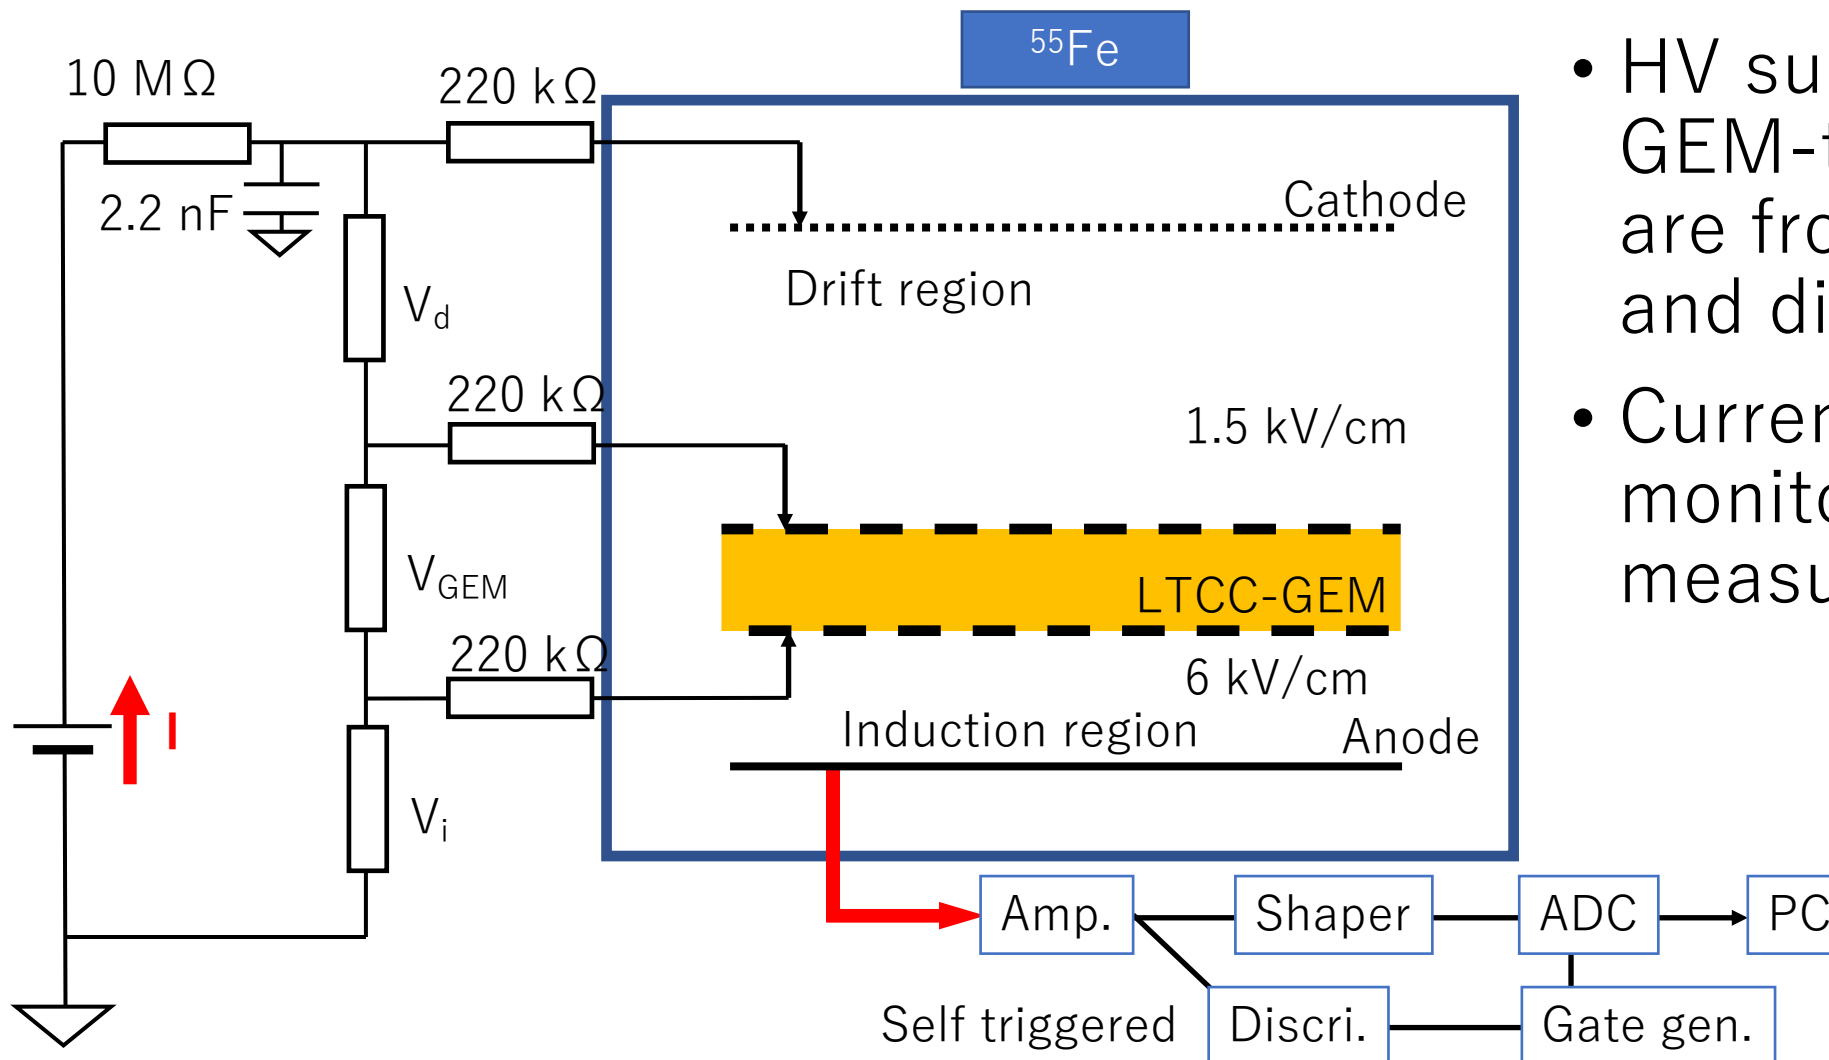 55Fe
10 MΩ
220 kΩ
2.2 nF
Cathode
Drift region
Vd
220 kΩ
1.5 kV/cm
VGEM
LTCC-GEM
220 kΩ
6 kV/cm
I
Induction region
Anode
Vi
Amp.
Shaper
ADC
PC
Self triggered
Discri.
Gate gen.
• HV su
GEM-
are fro
and di
• Curre
monito
measu